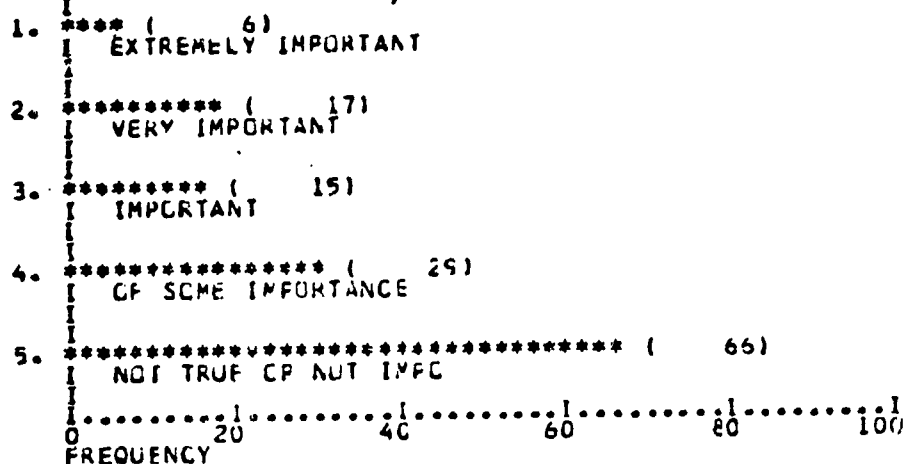 1. **** ( 6)
EXTREMELY IMPORTANT
2. ********** ( 17)
VERY IMPORTANT
3. ********* ( 15)
IMPORTANT
4. **************** ( 29)
OF SOME IMPORTANCE
5. ********************************** ( 66)
NOT TRUE OR NOT IMPO
I.........I.........I.........I.........I.........I
0 20 40 60 80 100
FREQUENCY